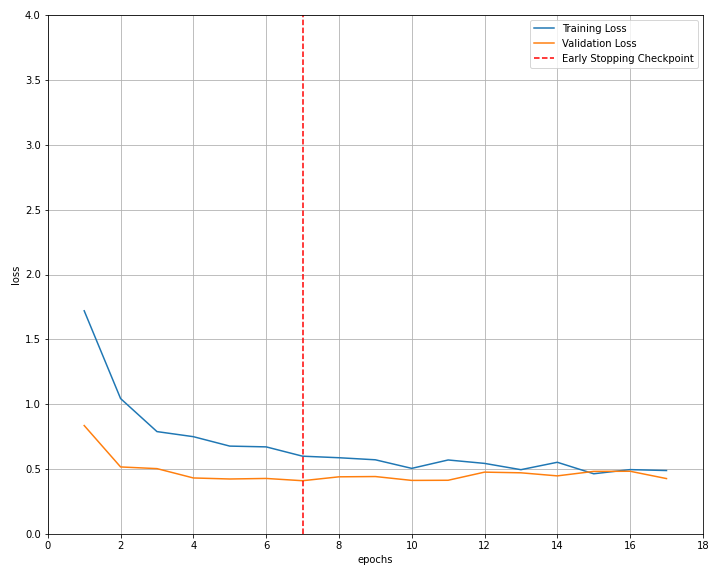 4.0
3.5
3.0
2.5
2.0
1.5
1.0
0.5
0.0
loss
Training Loss
Validation Loss
Early Stopping Checkpoint
0 2 4 6 8 10 12 14 16 18
epochs